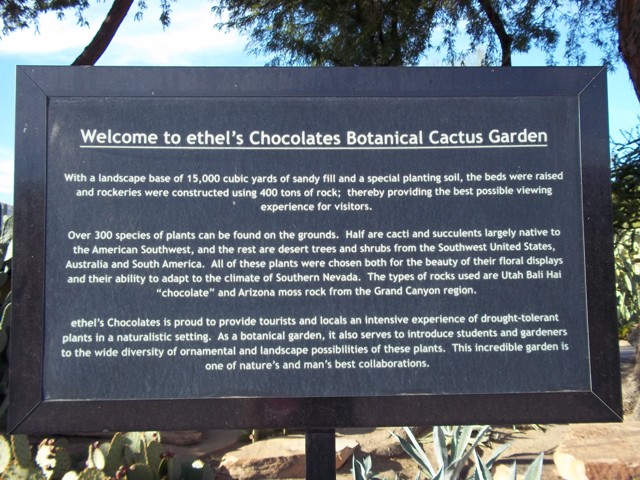 Welcome to ethel's Chocolates Botanical Cactus Garden
With a landscape base of 15,000 cubic yards of sandy fill and a special planting soil, the beds were raised
and rockeries were constructed using 400 tons of rock; thereby providing the best possible viewing
experience for visitors.
Over 300 species of plants can be found on the grounds. Half are cacti and succulents largely native to
the American Southwest, and the rest are desert trees and shrubs from the Southwest United States,
Australia and South America. All of these plants were chosen both for the beauty of their floral displays
and their ability to adapt to the climate of Southern Nevada. The types of rocks used are Utah Bali Hai
"chocolate" and Arizona moss rock from the Grand Canyon region.
ethel's Chocolates is proud to provide tourists and locals an intensive experience of drought-tolerant
plants in a naturalistic setting. As a botanical garden, it also serves to introduce students and gardeners
to the wide diversity of ornamental and landscape possibilities of these plants. This incredible garden is
one of nature's and man's best collaborations.